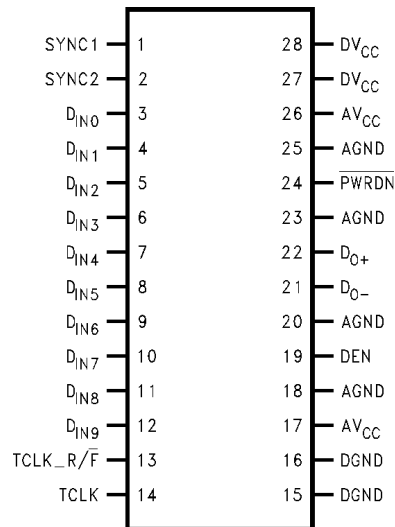 SYNC1 1 28 DVCC
SYNC2 2 27 DVCC
DIN0 3 26 AVCC
DIN1 4 25 AGND
DIN2 5 24 P̅W̅R̅D̅N̅
DIN3 6 23 AGND
DIN4 7 22 DO+
DIN5 8 21 DO−
DIN6 9 20 AGND
DIN7 10 19 DEN
DIN8 11 18 AGND
DIN9 12 17 AVCC
TCLK_R/F̅ 13 16 DGND
TCLK 14 15 DGND